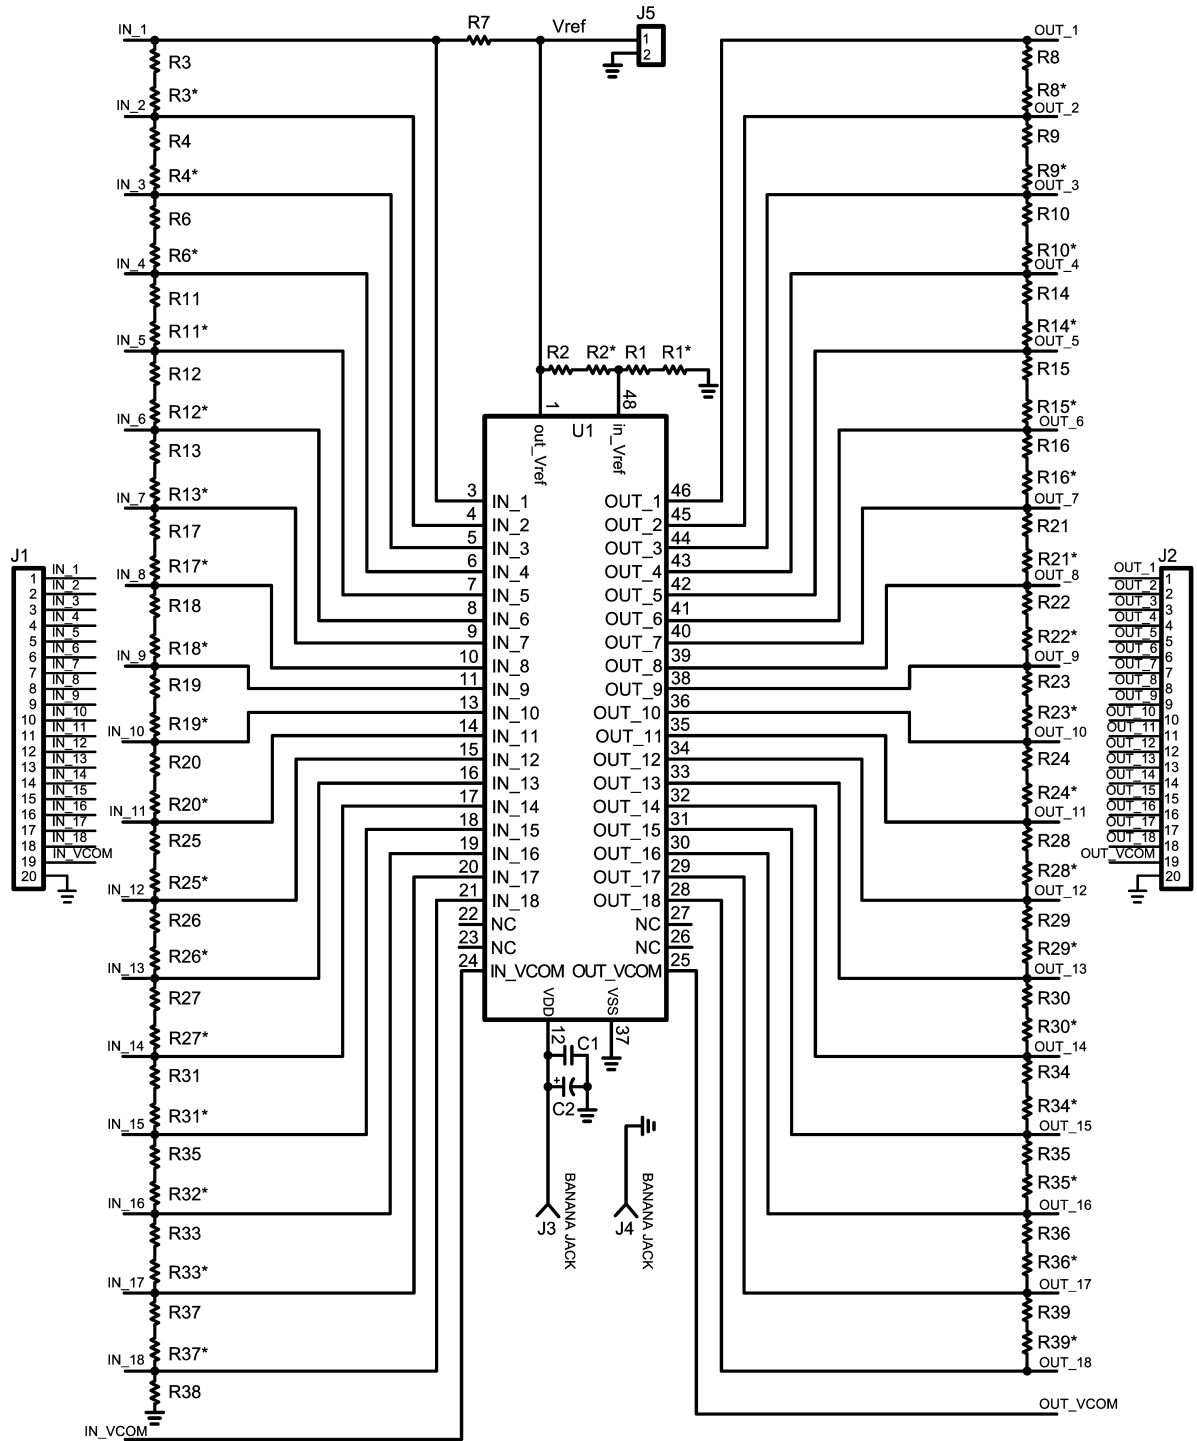 IN_1
R7
Vref
J5
1
2
OUT_1
R3
R3*
IN_2
R4
R4*
IN_3
R6
R6*
IN_4
R11
R11*
IN_5
R12
R12*
IN_6
R13
R13*
IN_7
R17
R17*
IN_8
R18
R18*
IN_9
R19
R19*
IN_10
R20
R20*
IN_11
R25
R25*
IN_12
R26
R26*
IN_13
R27
R27*
IN_14
R31
R31*
IN_15
R35
R32*
IN_16
R33
R33*
IN_17
R37
R37*
IN_18
R38
IN_VCOM
J1
1 IN_1
2 IN_2
3 IN_3
4 IN_4
5 IN_5
6 IN_6
7 IN_7
8 IN_8
9 IN_9
10 IN_10
11 IN_11
12 IN_12
13 IN_13
14 IN_14
15 IN_15
16 IN_16
17 IN_17
18 IN_18
19 IN_VCOM
20
R2 R2* R1 R1*
1
48
U1
out_Vref
in_Vref
3 IN_1 OUT_1 46
4 IN_2 OUT_2 45
5 IN_3 OUT_3 44
6 IN_4 OUT_4 43
7 IN_5 OUT_5 42
8 IN_6 OUT_6 41
9 IN_7 OUT_7 40
10 IN_8 OUT_8 39
11 IN_9 OUT_9 38
13 IN_10 OUT_10 36
14 IN_11 OUT_11 35
15 IN_12 OUT_12 34
16 IN_13 OUT_13 33
17 IN_14 OUT_14 32
18 IN_15 OUT_15 31
19 IN_16 OUT_16 30
20 IN_17 OUT_17 29
21 IN_18 OUT_18 28
22 NC NC 27
23 NC NC 26
24 IN_VCOM OUT_VCOM 25
VDD
VSS
12
37
C1
+
C2
J3
BANANA JACK
J4
BANANA JACK
R8
R8*
OUT_2
R9
R9*
OUT_3
R10
R10*
OUT_4
R14
R14*
OUT_5
R15
R15*
OUT_6
R16
R16*
OUT_7
R21
R21*
OUT_8
R22
R22*
OUT_9
R23
R23*
OUT_10
R24
R24*
OUT_11
R28
R28*
OUT_12
R29
R29*
OUT_13
R30
R30*
OUT_14
R34
R34*
OUT_15
R35
R35*
OUT_16
R36
R36*
OUT_17
R39
R39*
OUT_18
OUT_VCOM
J2
OUT_1 1
OUT_2 2
OUT_3 3
OUT_4 4
OUT_5 5
OUT_6 6
OUT_7 7
OUT_8 8
OUT_9 9
OUT_10 10
OUT_11 11
OUT_12 12
OUT_13 13
OUT_14 14
OUT_15 15
OUT_16 16
OUT_17 17
OUT_18 18
OUT_VCOM 19
20